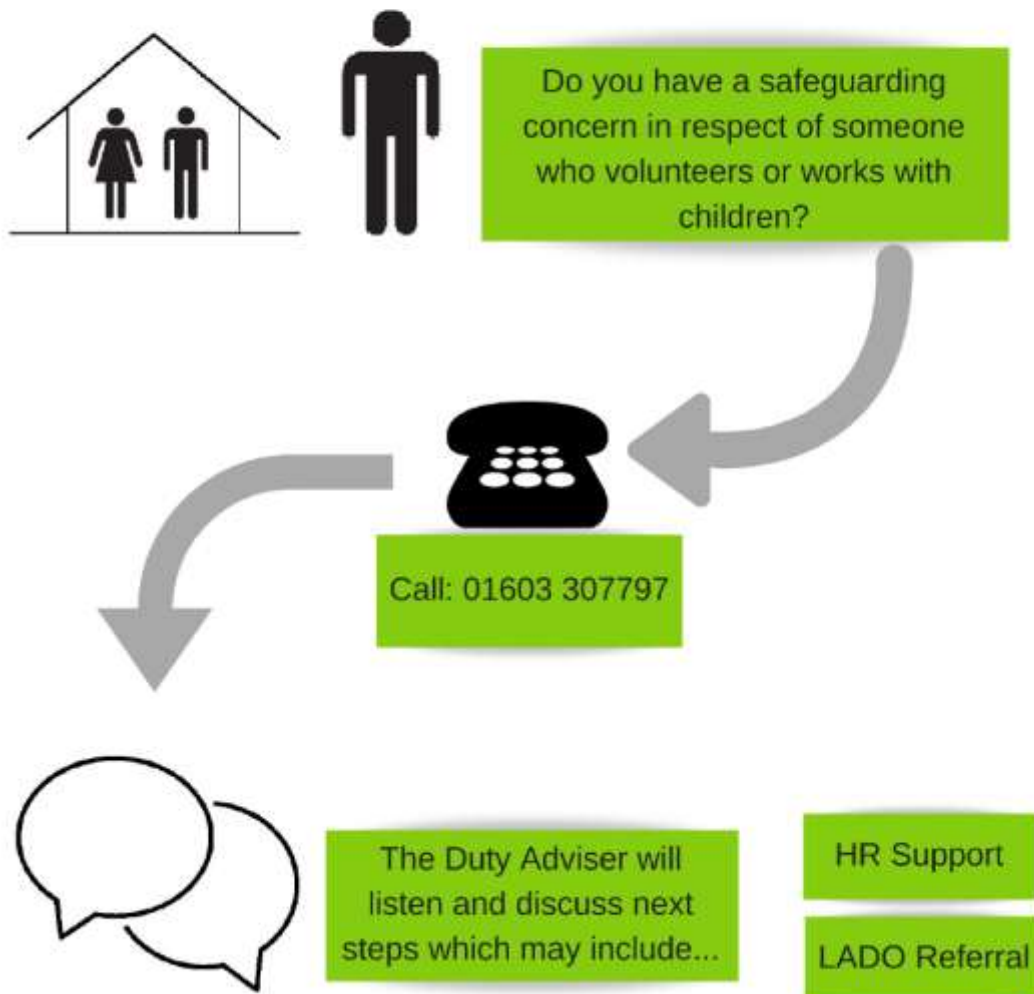 Do you have a safeguarding
concern in respect of someone
who volunteers or works with
children?
Call: 01603 307797
The Duty Adviser will
listen and discuss next
steps which may include...
HR Support
LADO Referral